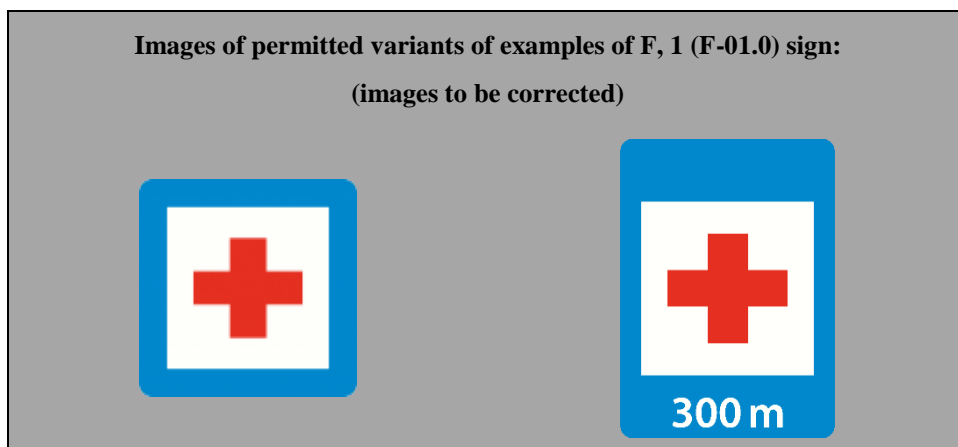 Images of permitted variants of examples of F, 1 (F-01.0) sign:
(images to be corrected)
300 m